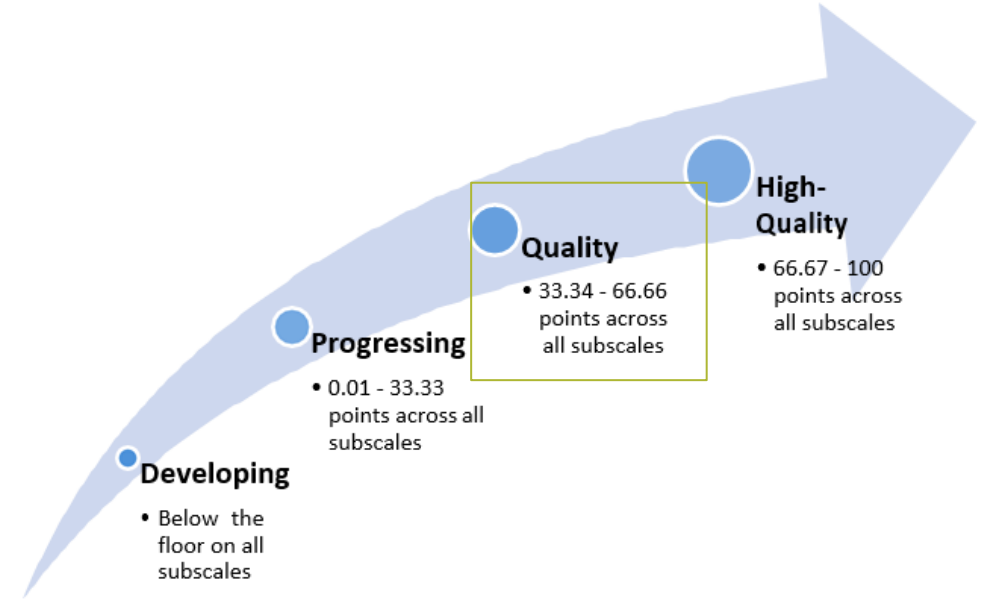 High-
Quality
• 66.67 - 100
points across
all subscales
Quality
• 33.34 - 66.66
points across
all subscales
Progressing
• 0.01 - 33.33
points across all
subscales
Developing
• Below the
floor on all
subscales